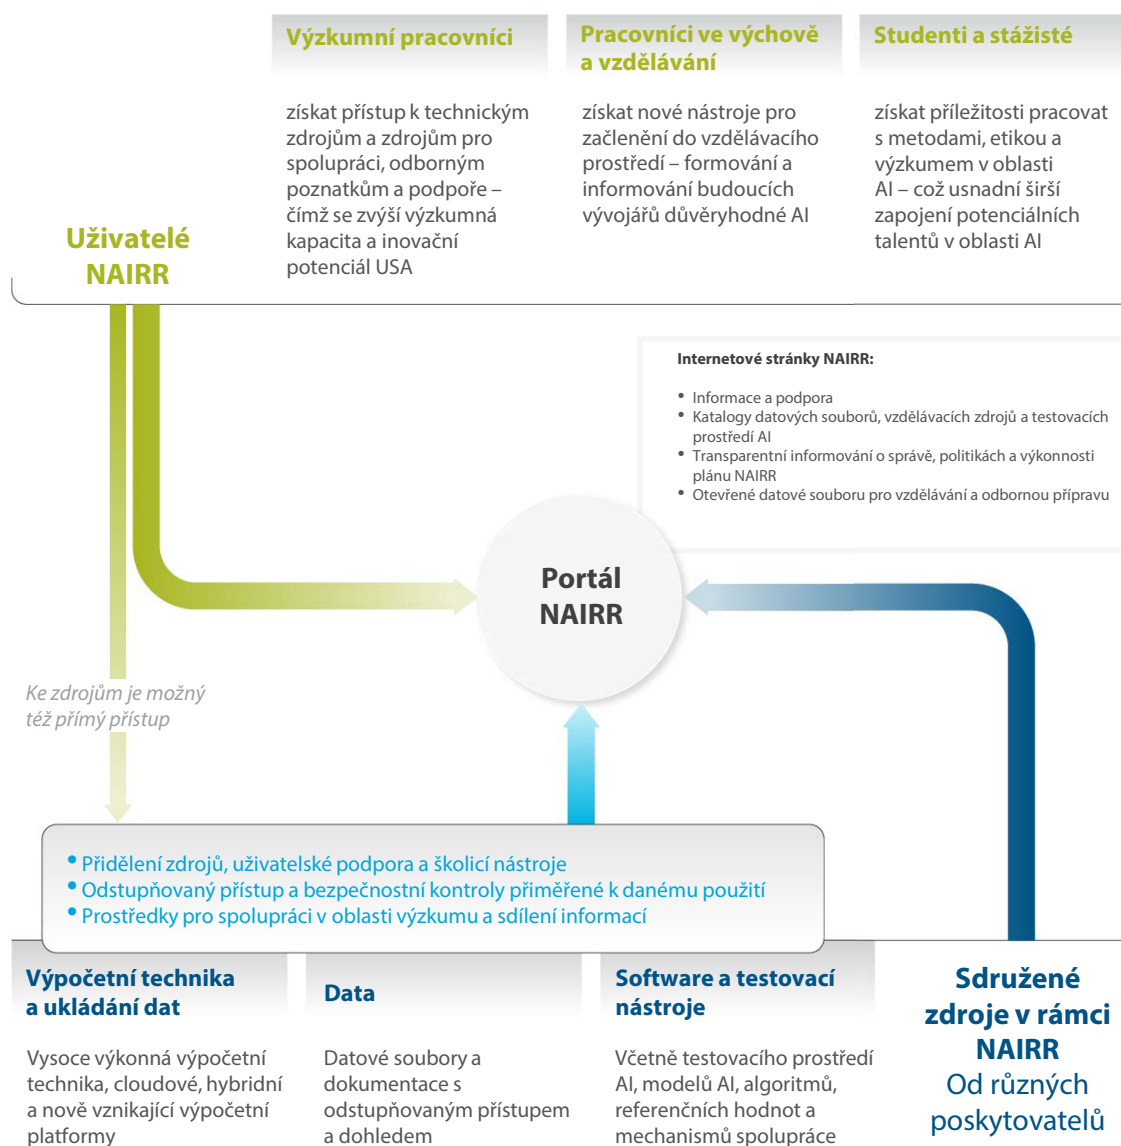 Výzkumní pracovníci
získat přístup k technickým
zdrojům a zdrojům pro
spolupráci, odborným
poznatkům a podpoře –
čímž se zvýší výzkumná
kapacita a inovační
potenciál USA
Pracovníci ve výchově
a vzdělávání
získat nové nástroje pro
začlenění do vzdělávacího
prostředí – formování a
informování budoucích
vývojářů důvěryhodné AI
Studenti a stážisté
získat příležitosti pracovat
s metodami, etikou a
výzkumem v oblasti
AI – což usnadní širší
zapojení potenciálních
talentů v oblasti AI
Uživatelé
NAIRR
Internetové stránky NAIRR:
• Informace a podpora
• Katalogy datových souborů, vzdělávacích zdrojů a testovacích
prostředí AI
• Transparentní informování o správě, politikách a výkonnosti
plánu NAIRR
• Otevřené datové souboru pro vzdělávání a odbornou přípravu
Portál
NAIRR
Ke zdrojům je možný
též přímý přístup
• Přidělení zdrojů, uživatelské podpora a školicí nástroje
• Odstupňovaný přístup a bezpečnostní kontroly přiměřené k danému použití
• Prostředky pro spolupráci v oblasti výzkumu a sdílení informací
Výpočetní technika
a ukládání dat
Vysoce výkonná výpočetní
technika, cloudové, hybridní
a nově vznikající výpočetní
platformy
Data
Datové soubory a
dokumentace s
odstupňovaným přístupem
a dohledem
Software a testovací
nástroje
Včetně testovacího prostředí
AI, modelů AI, algoritmů,
referenčních hodnot a
mechanismů spolupráce
Sdružené
zdroje v rámci
NAIRR
Od různých
poskytovatelů